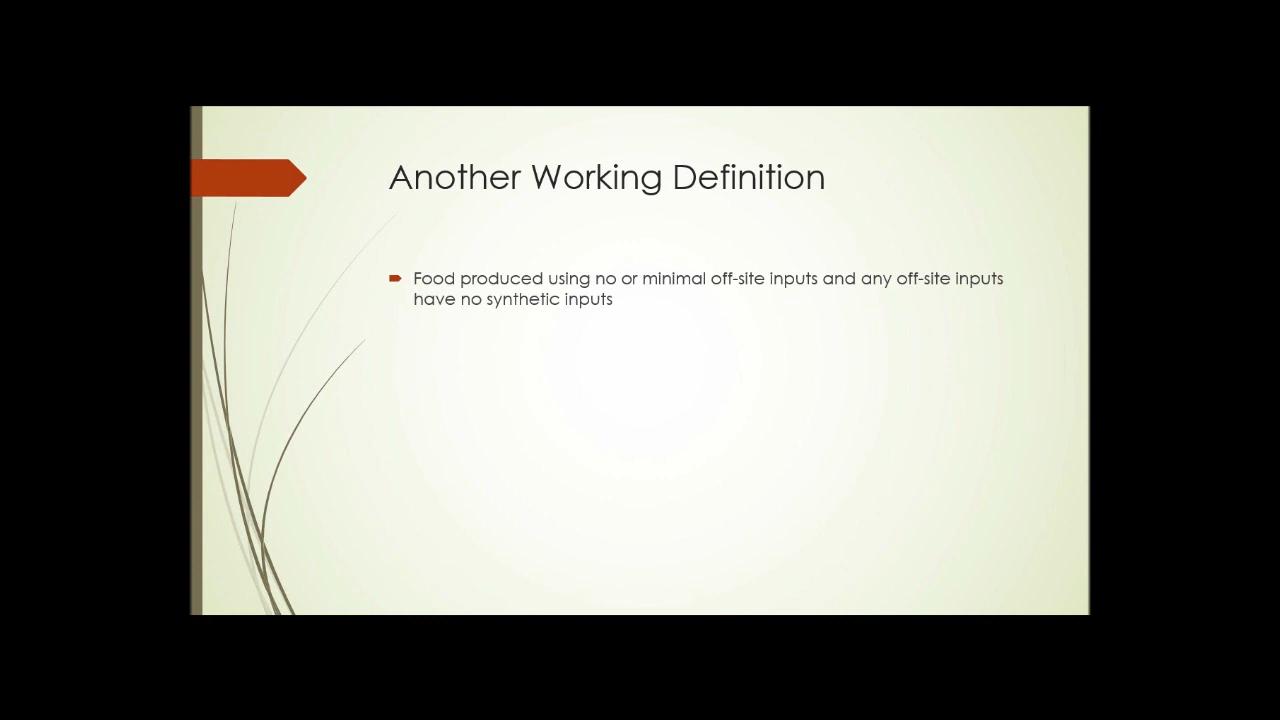 Another Working Definition
Food produced using no or minimal off-site inputs and any off-site inputs
have no synthetic inputs